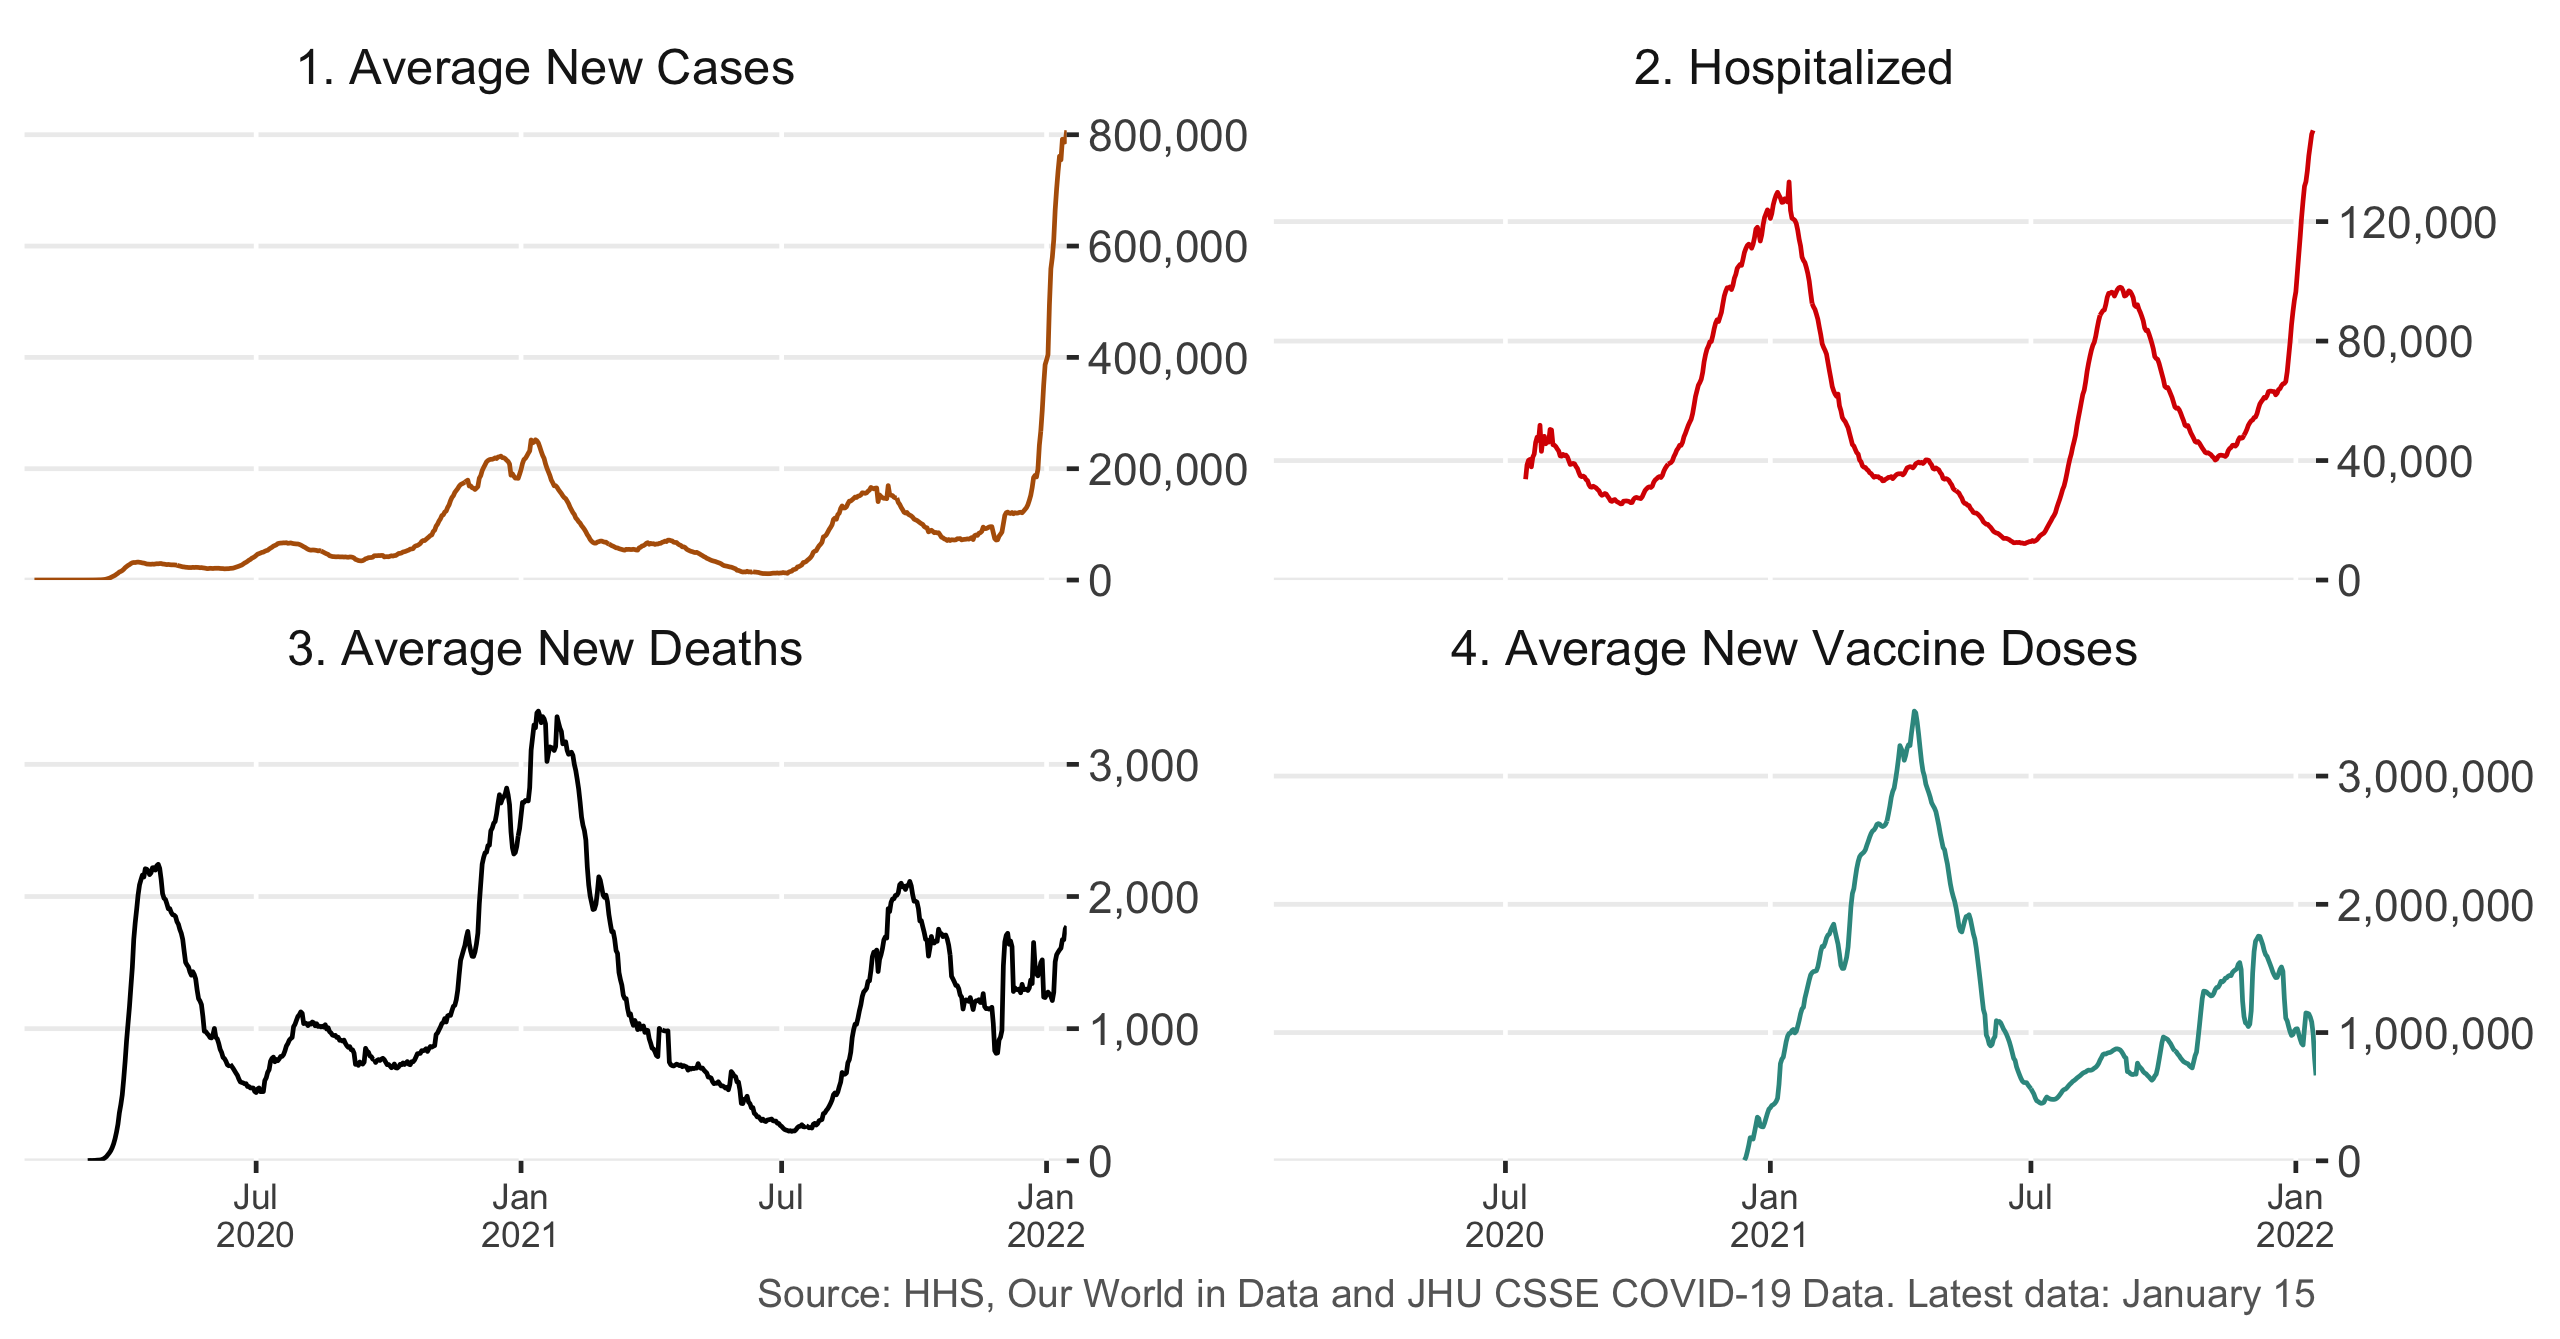 1. Average New Cases
800,000
600,000
400,000
200,000
0
2. Hospitalized
120,000
80,000
40,000
0
3. Average New Deaths
3,000
2,000
1,000
0
Jul
2020
Jan
2021
Jul
Jan
2022
4. Average New Vaccine Doses
3,000,000
2,000,000
1,000,000
0
Jul
2020
Jan
2021
Jul
Jan
2022
Source: HHS, Our World in Data and JHU CSSE COVID-19 Data. Latest data: January 15